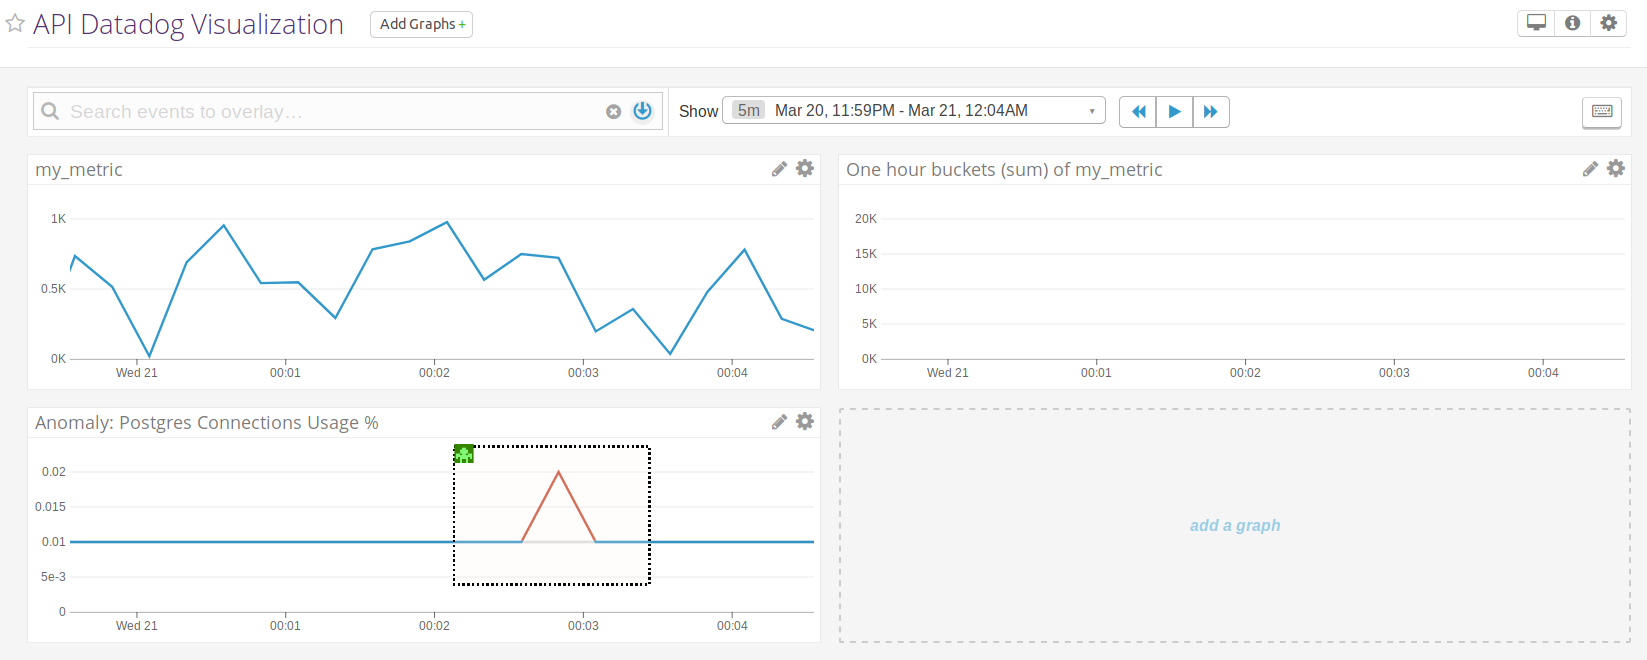 API Datadog Visualization Add Graphs +
Search events to overlay...
Show 5m Mar 20, 11:59PM - Mar 21, 12:04AM
my_metric
1K
0.5K
0K
Wed 21 00:01 00:02 00:03 00:04
One hour buckets (sum) of my_metric
20K
15K
10K
5K
0K
Wed 21 00:01 00:02 00:03 00:04
Anomaly: Postgres Connections Usage %
0.02
0.015
0.01
5e-3
0
Wed 21 00:01 00:02 00:03 00:04
add a graph